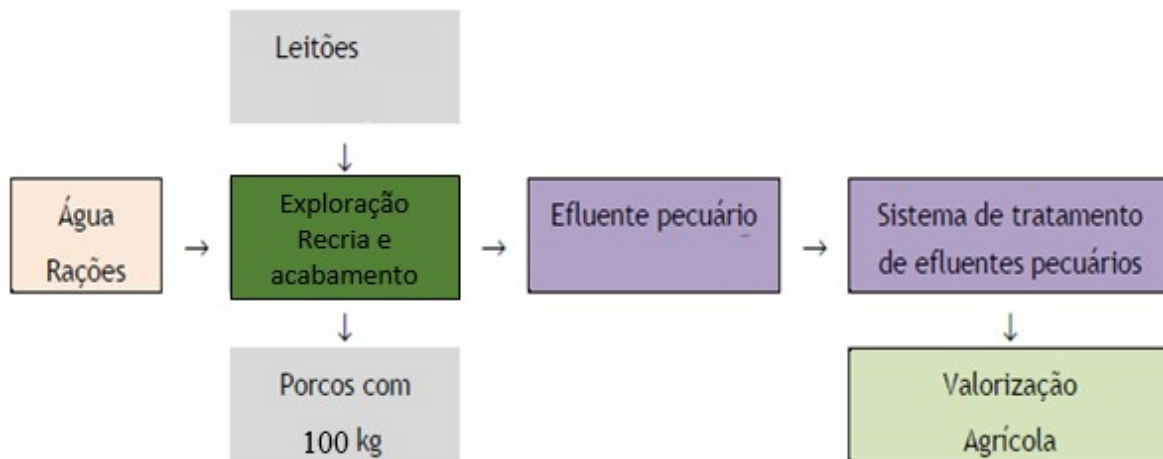 Leitões
↓
Água
Rações
→
Exploração
Recria e
acabamento
→
Efluente pecuário
→
Sistema de tratamento
de efluentes pecuários
↓
↓
Porcos com
100 kg
Valorização
Agrícola